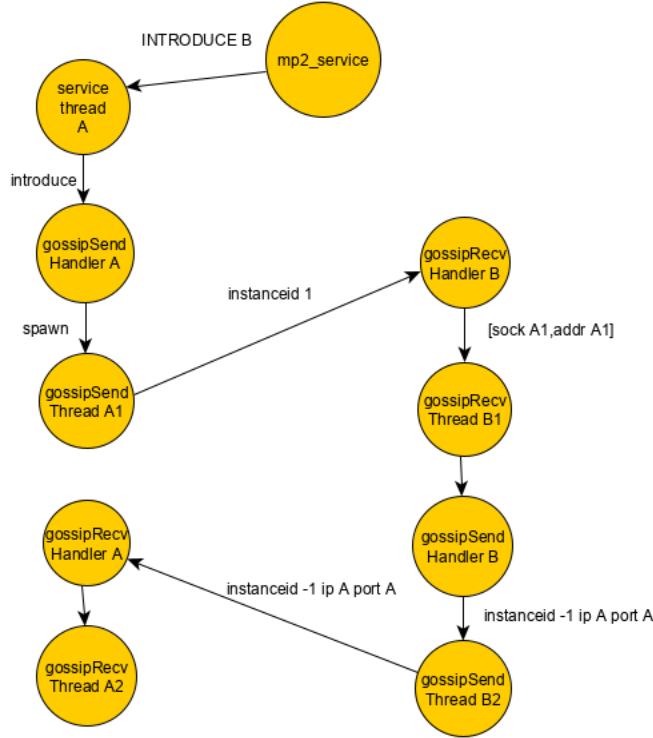 INTRODUCE B
mp2_service
service
thread
A
introduce
gossipSend
Handler A
gossipRecv
Handler B
instanceid 1
spawn
[sock A1,addr A1]
gossipSend
Thread A1
gossipRecv
Thread B1
gossipRecv
Handler A
gossipSend
Handler B
instanceid -1 ip A port A
instanceid -1 ip A port A
gossipRecv
Thread A2
gossipSend
Thread B2